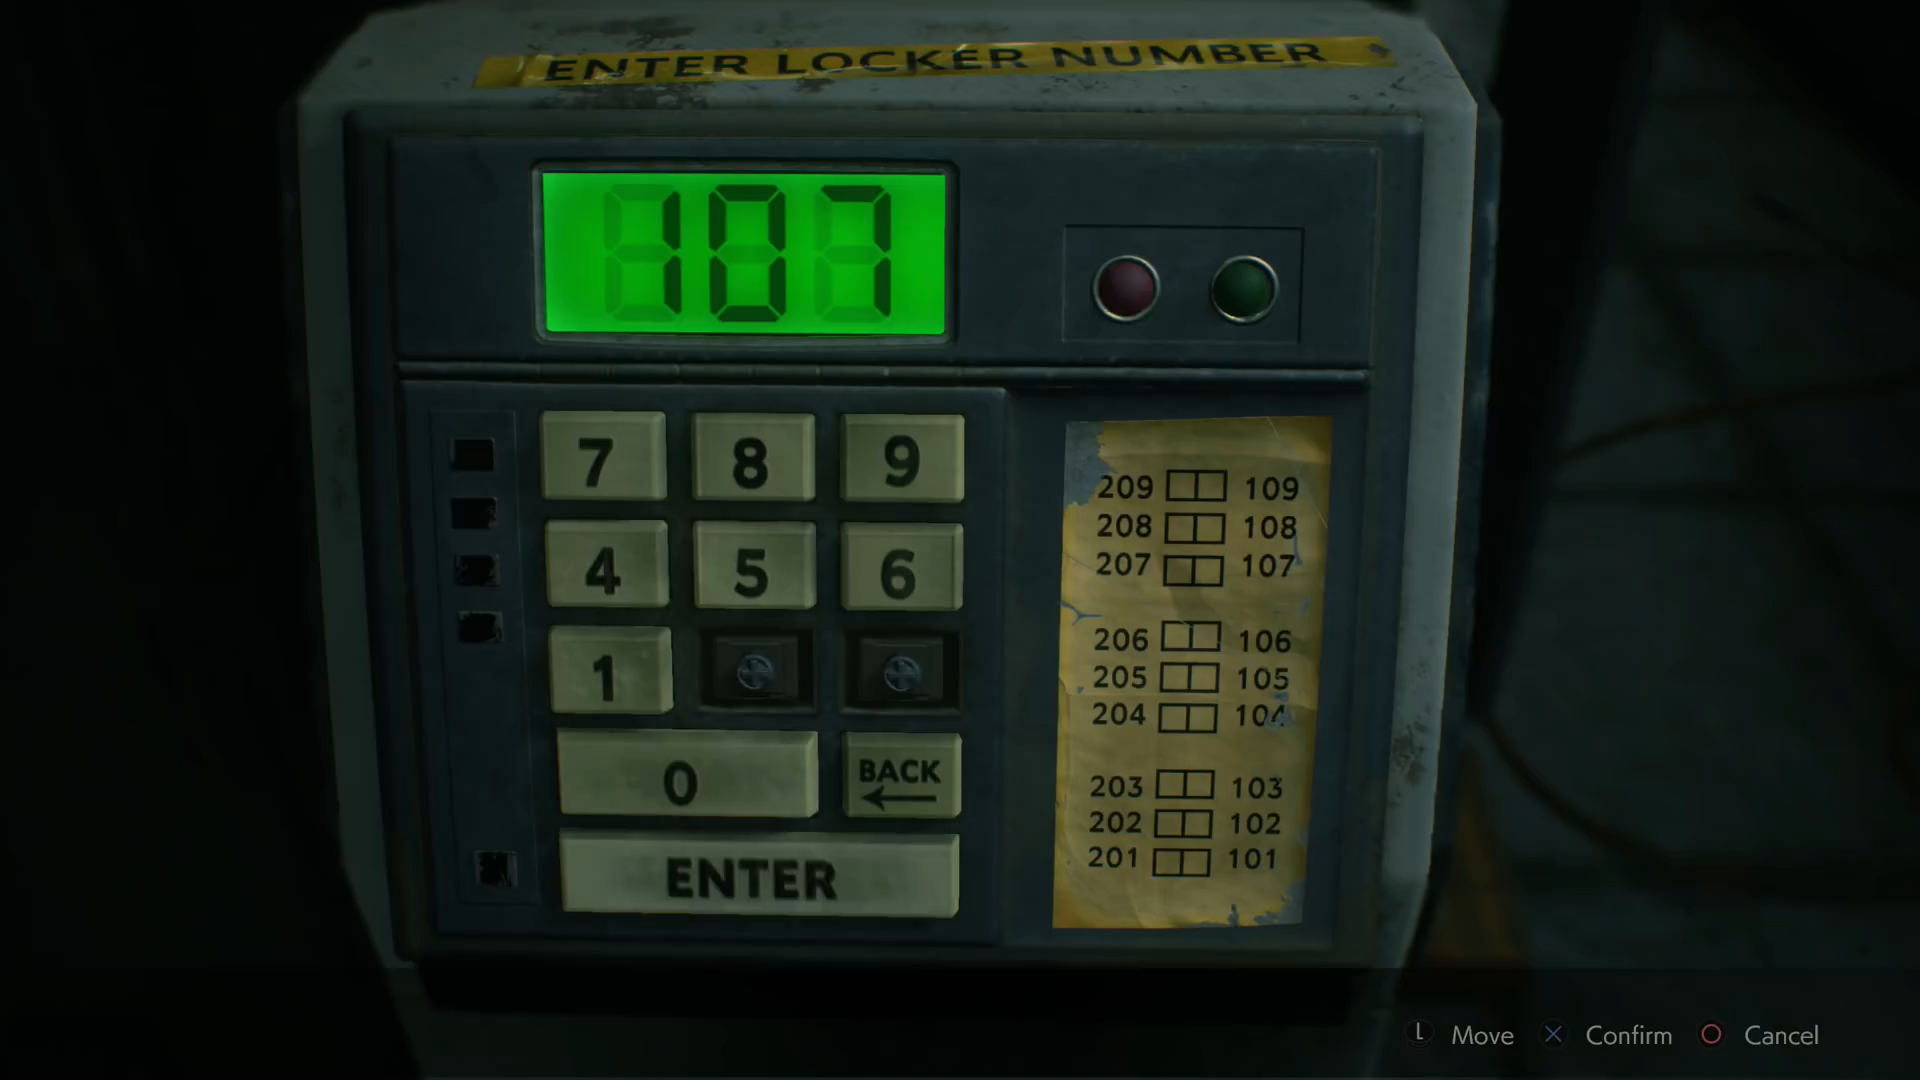 ENTER LOCKER NUMBER
107
7 8 9
4 5 6
1
0 BACK
ENTER
209 109
208 108
207 107
206 106
205 105
204 104
203 103
202 102
201 101
L Move Confirm Cancel